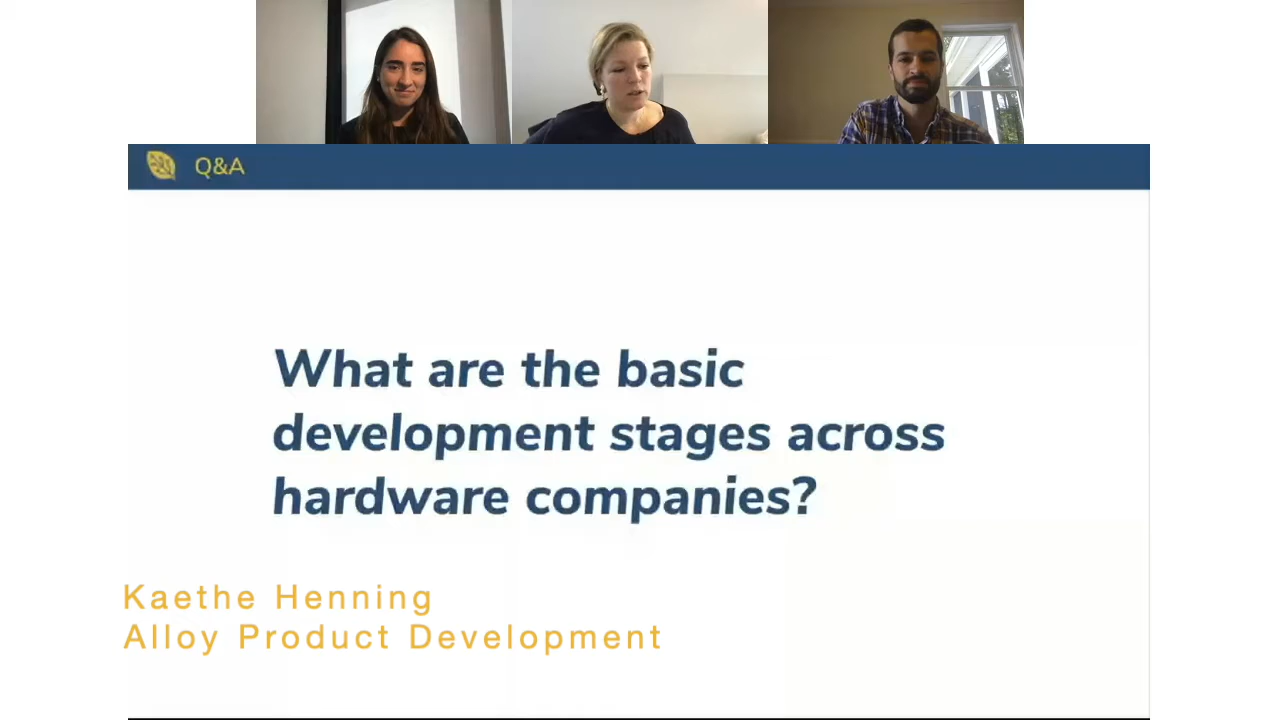 Q&A
What are the basic
development stages across
hardware companies?
Kaethe Henning
Alloy Product Development